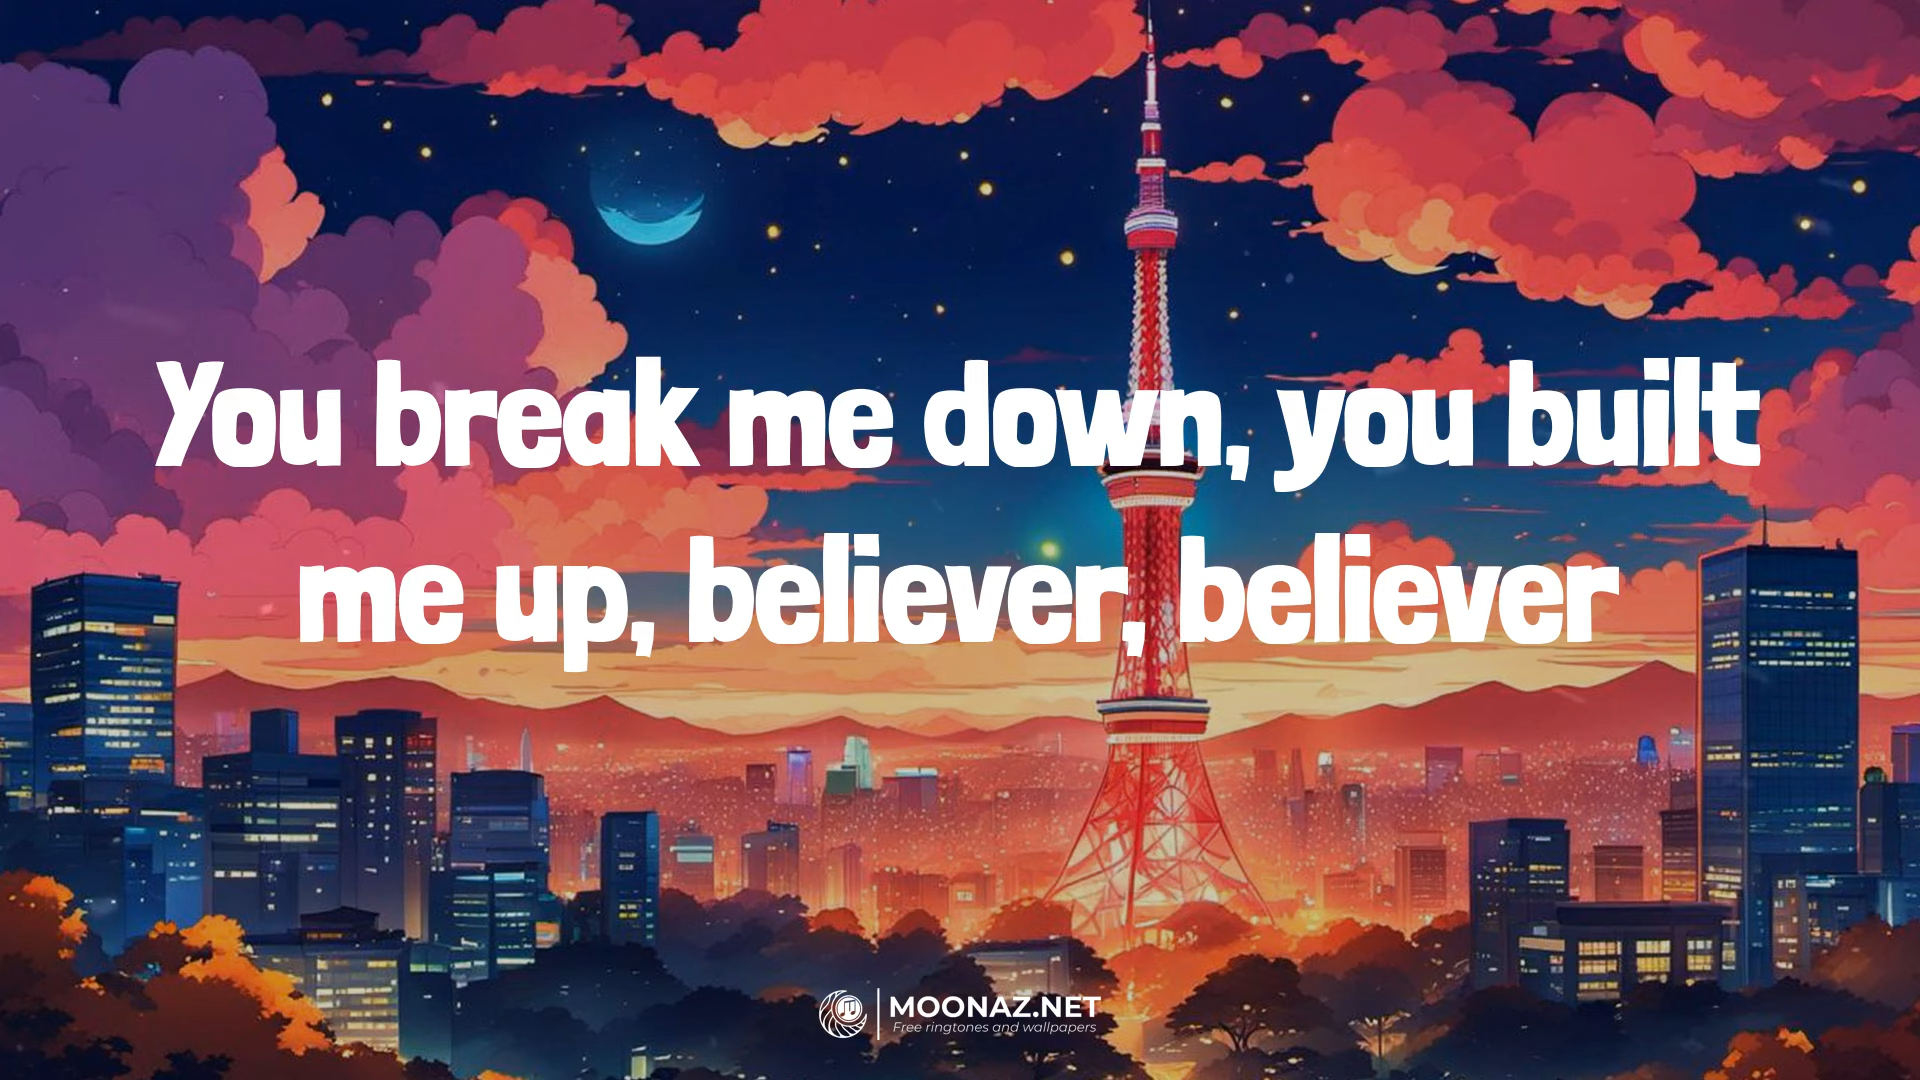 You break me down, you built
me up, believer, believer
MOONAZ.NET
Free ringtones and wallpapers